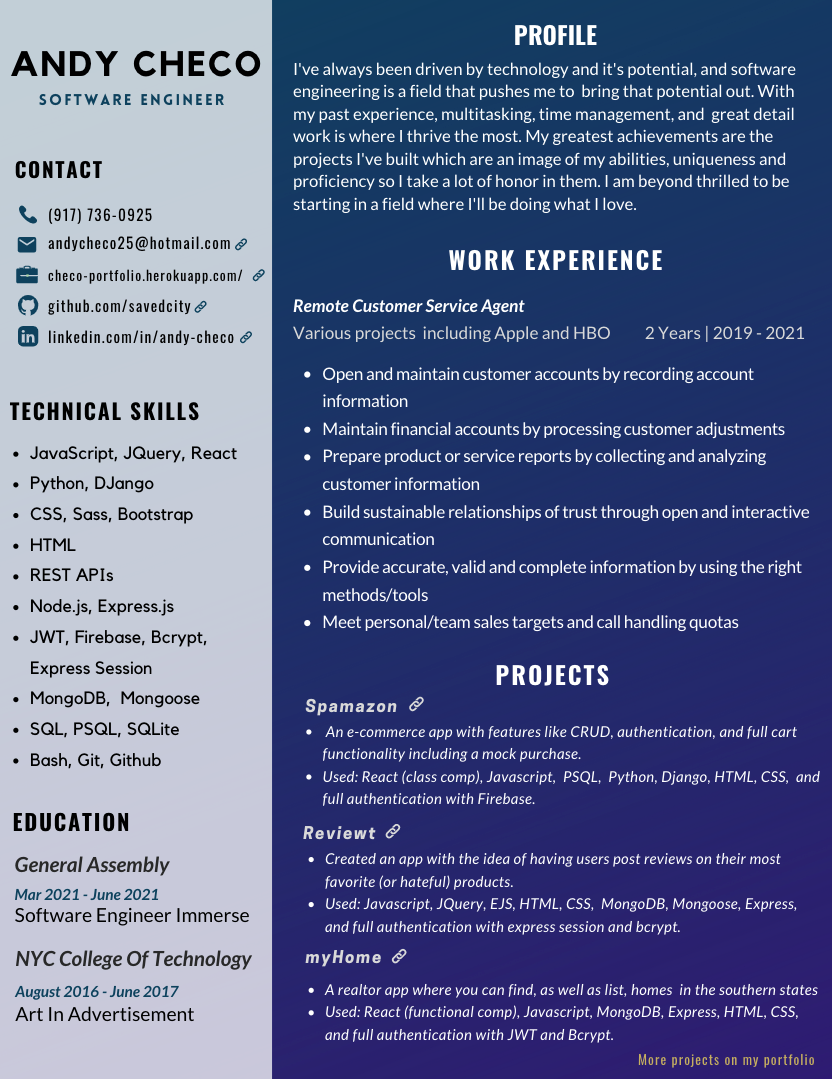 ANDY CHECO
SOFTWARE ENGINEER
CONTACT
(917) 736-0925
andycheco25@hotmail.com
checo-portfolio.herokuapp.com/
github.com/savedcity
linkedin.com/in/andy-checo
TECHNICAL SKILLS
• JavaScript, JQuery, React
• Python, DJango
• CSS, Sass, Bootstrap
• HTML
• REST APIs
• Node.js, Express.js
• JWT, Firebase, Bcrypt,
Express Session
• MongoDB, Mongoose
• SQL, PSQL, SQLite
• Bash, Git, Github
EDUCATION
General Assembly
Mar 2021 - June 2021
Software Engineer Immerse
NYC College Of Technology
August 2016 - June 2017
Art In Advertisement
PROFILE
I've always been driven by technology and it's potential, and software
engineering is a field that pushes me to bring that potential out. With
my past experience, multitasking, time management, and great detail
work is where I thrive the most. My greatest achievements are the
projects I've built which are an image of my abilities, uniqueness and
proficiency so I take a lot of honor in them. I am beyond thrilled to be
starting in a field where I'll be doing what I love.
WORK EXPERIENCE
Remote Customer Service Agent
Various projects including Apple and HBO 2 Years | 2019 - 2021
• Open and maintain customer accounts by recording account
information
• Maintain financial accounts by processing customer adjustments
• Prepare product or service reports by collecting and analyzing
customer information
• Build sustainable relationships of trust through open and interactive
communication
• Provide accurate, valid and complete information by using the right
methods/tools
• Meet personal/team sales targets and call handling quotas
PROJECTS
Spamazon
• An e-commerce app with features like CRUD, authentication, and full cart
functionality including a mock purchase.
• Used: React (class comp), Javascript, PSQL, Python, Django, HTML, CSS, and
full authentication with Firebase.
Reviewt
• Created an app with the idea of having users post reviews on their most
favorite (or hateful) products.
• Used: Javascript, JQuery, EJS, HTML, CSS, MongoDB, Mongoose, Express,
and full authentication with express session and bcrypt.
myHome
• A realtor app where you can find, as well as list, homes in the southern states
• Used: React (functional comp), Javascript, MongoDB, Express, HTML, CSS,
and full authentication with JWT and Bcrypt.
More projects on my portfolio